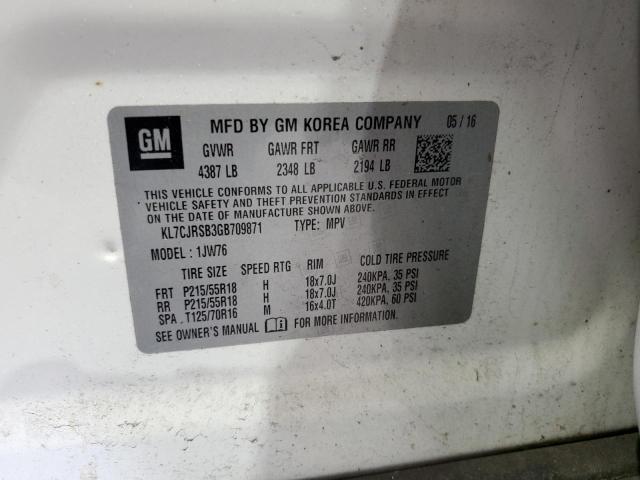 GM MFD BY GM KOREA COMPANY 05 / 16
GVWR GAWR FRT GAWR RR
4387 LB 2348 LB 2194 LB
THIS VEHICLE CONFORMS TO ALL APPLICABLE U.S. FEDERAL MOTOR
VEHICLE SAFETY AND THEFT PREVENTION STANDARDS IN EFFECT
ON THE DATE OF MANUFACTURE SHOWN ABOVE.
KL7CJRSB3GB709871 TYPE: MPV
MODEL : 1JW76
TIRE SIZE SPEED RTG RIM COLD TIRE PRESSURE
FRT P215/55R18 H 18x7.0J 240KPA, 35 PSI
RR P215/55R18 H 18x7.0J 240KPA, 35 PSI
SPA . T125/70R16 M 16x4.0T 420KPA, 60 PSI
SEE OWNER'S MANUAL FOR MORE INFORMATION.